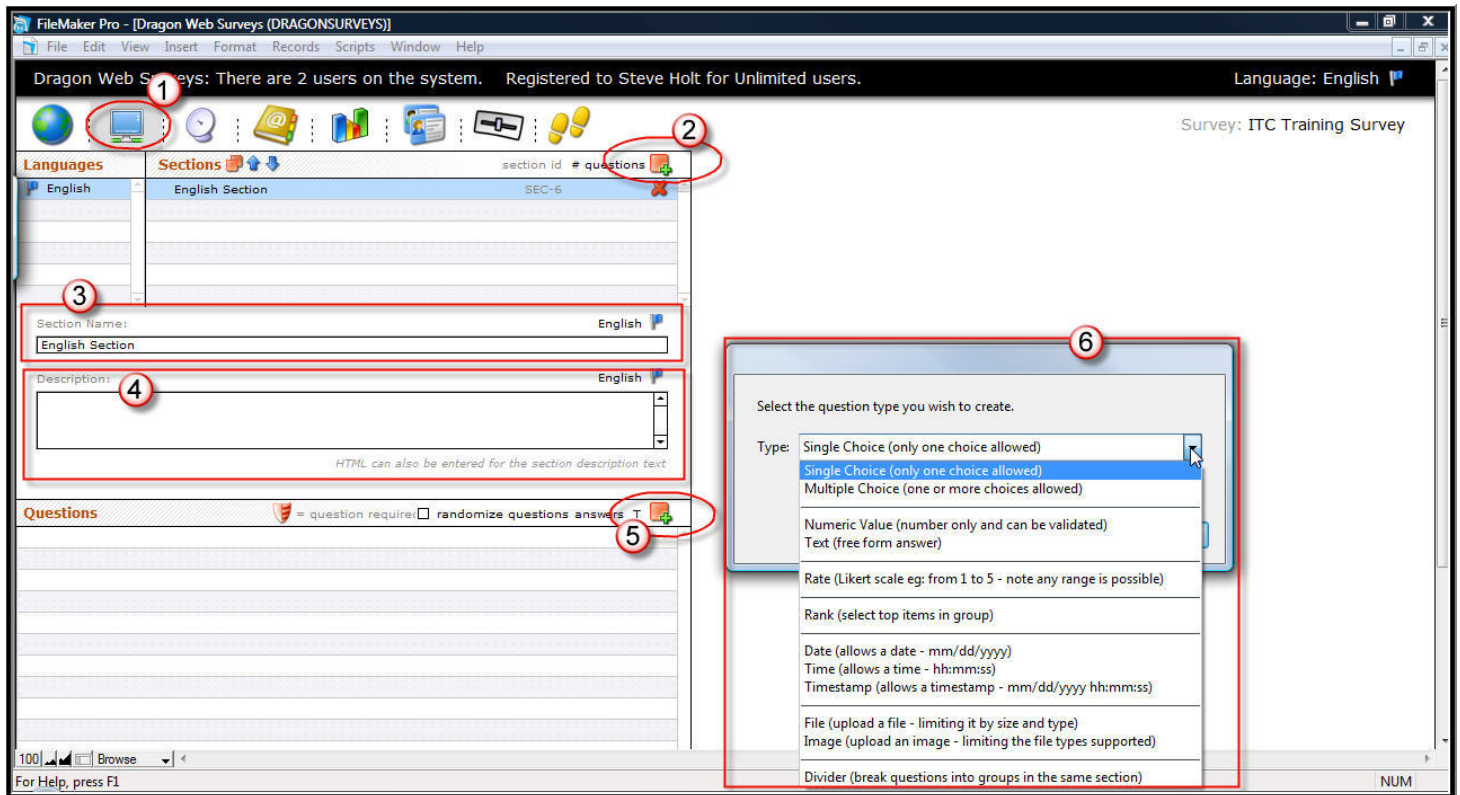 FileMaker Pro - [Dragon Web Surveys (DRAGONSURVEYS)]
File Edit View Insert Format Records Scripts Window Help
Dragon Web Surveys: There are 2 users on the system. Registered to Steve Holt for Unlimited users. Language: English
1
2
Survey: ITC Training Survey
Languages Sections section id # questions
English English Section SEC-6
3
Section Name: English
English Section
4
Description: English
HTML can also be entered for the section description text
Questions = question required randomize questions answers T
5
6
Select the question type you wish to create.
Type: Single Choice (only one choice allowed)
Single Choice (only one choice allowed)
Multiple Choice (one or more choices allowed)
Numeric Value (number only and can be validated)
Text (free form answer)
Rate (Likert scale eg: from 1 to 5 - note any range is possible)
Rank (select top items in group)
Date (allows a date - mm/dd/yyyy)
Time (allows a time - hh:mm:ss)
Timestamp (allows a timestamp - mm/dd/yyyy hh:mm:ss)
File (upload a file - limiting it by size and type)
Image (upload an image - limiting the file types supported)
Divider (break questions into groups in the same section)
100 Browse
For Help, press F1 NUM